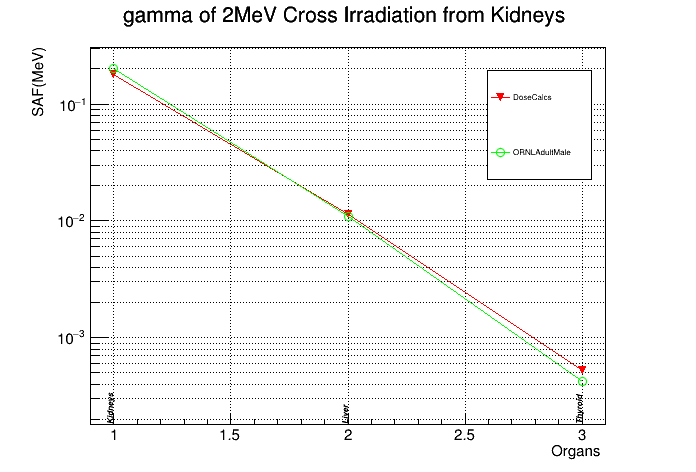 gamma of 2MeV Cross Irradiation from Kidneys
SAF(MeV)
10⁻¹
10⁻²
10⁻³
DoseCalcs
ORNLAdultMale
Kidneys
Liver
Thyroid
1
1.5
2
2.5
3
Organs